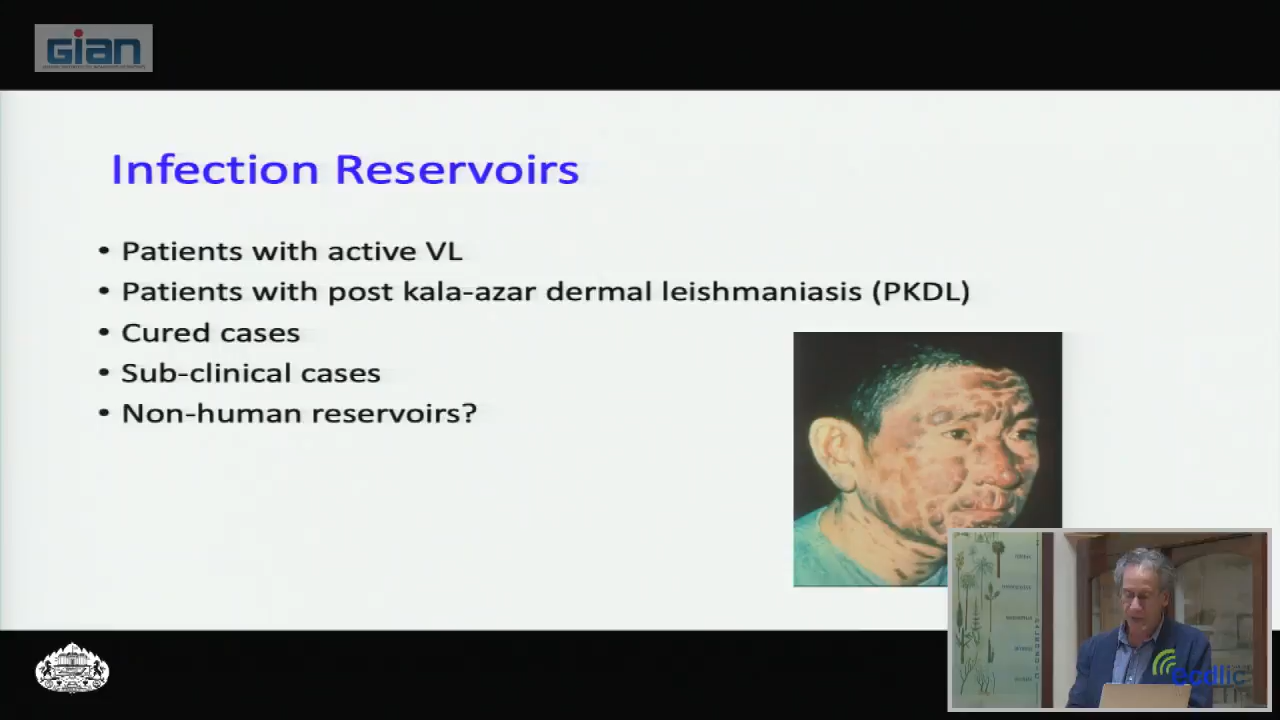 Gian
Infection Reservoirs
• Patients with active VL
• Patients with post kala-azar dermal leishmaniasis (PKDL)
• Cured cases
• Sub-clinical cases
• Non-human reservoirs?